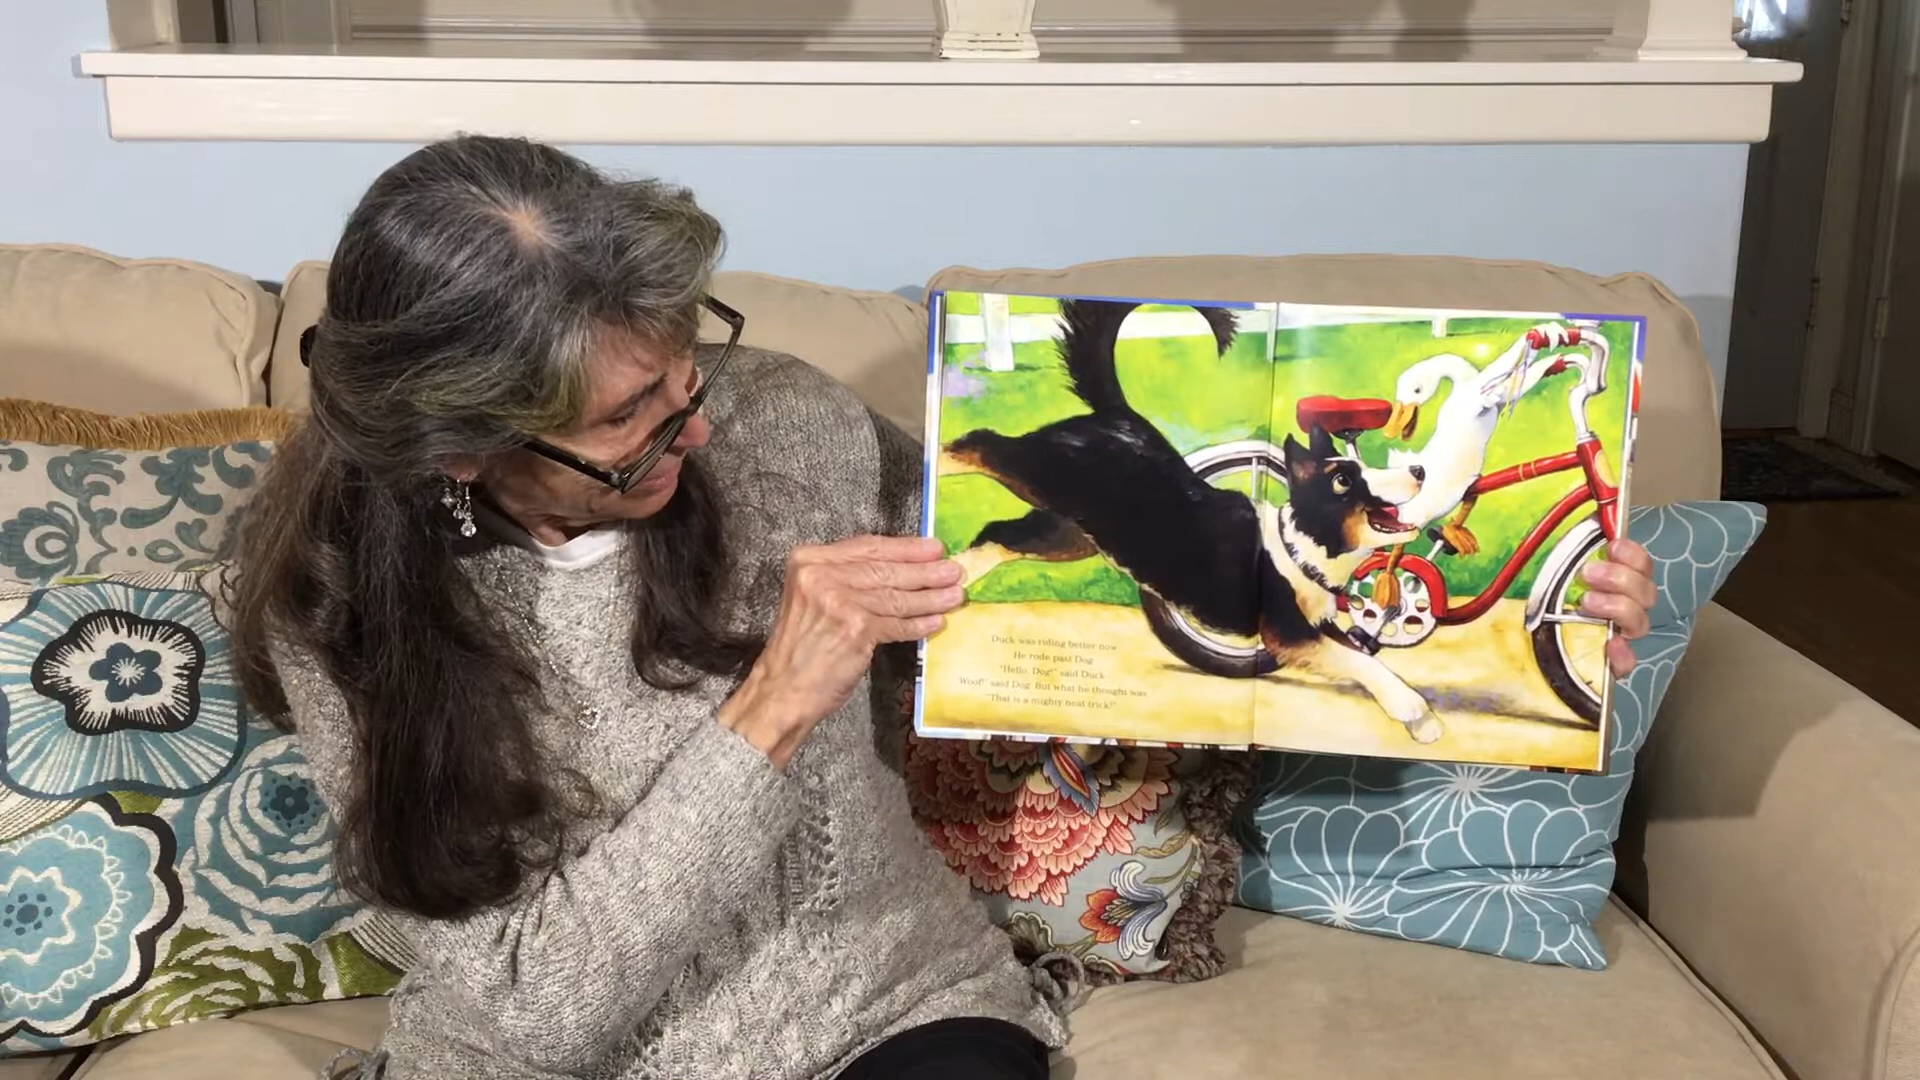 Duck was riding better now.
He rode past Dog.
"Hello, Dog!" said Duck.
Woof!" said Dog. But what he thought was,
"That is a mighty neat trick!"